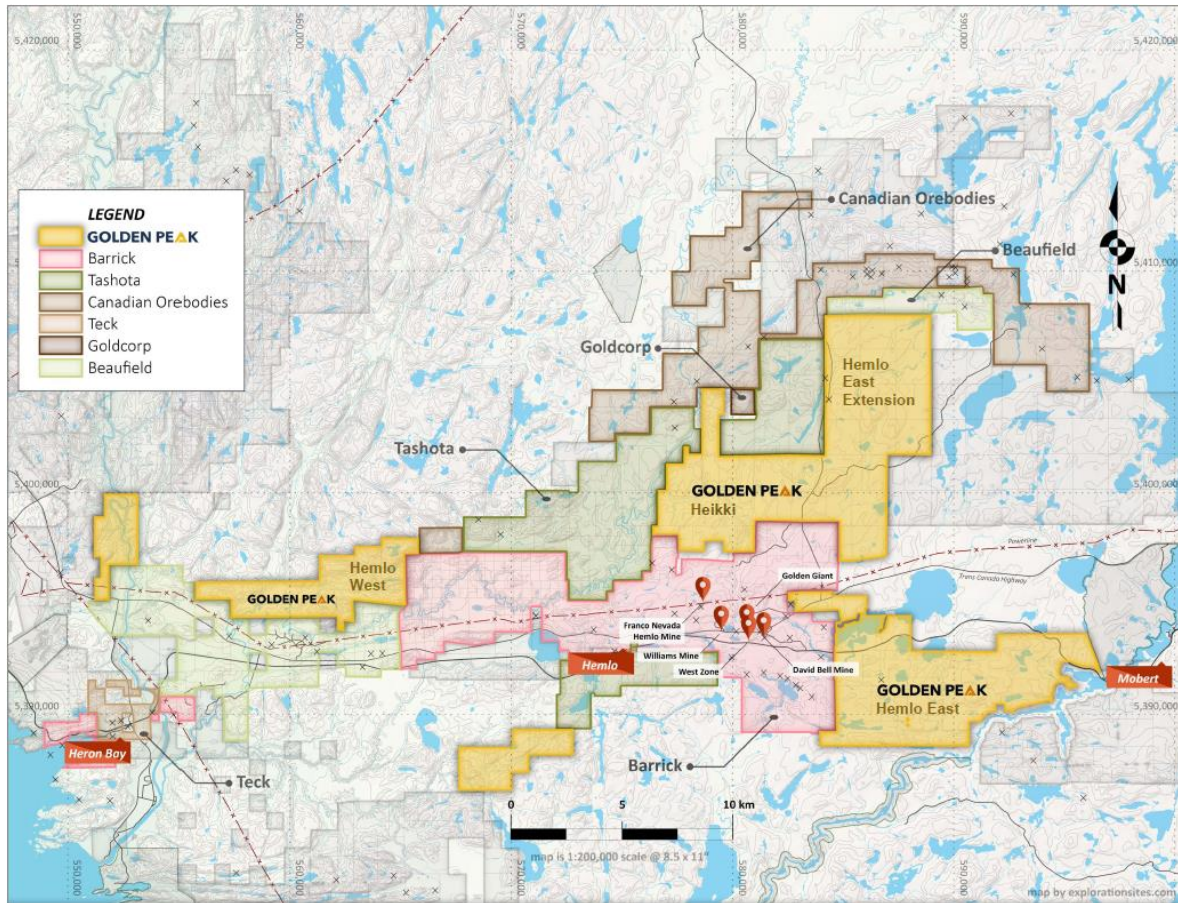 550,000
560,000
570,000
580,000
590,000
5,420,000
5,420,000
LEGEND
GOLDEN PEAK
Barrick
Tashota
Canadian Orebodies
Teck
Goldcorp
Beaufield
Canadian Orebodies
Beaufield
N
5,410,000
5,410,000
Goldcorp
Hemlo
East
Extension
Tashota
5,400,000
5,400,000
GOLDEN PEAK
Heikki
Powerline
Hemlo
West
GOLDEN PEAK
Golden Giant
Trans Canada Highway
Franco Nevada
Hemlo Mine
Williams Mine
West Zone
David Bell Mine
Hemlo
Mobert
GOLDEN PEAK
Hemlo East
5,390,000
5,390,000
Heron Bay
Teck
Barrick
0
5
10 km
map is 1:200,000 scale @ 8.5 x 11"
550,000
560,000
570,000
580,000
590,000
map by explorationsites.com